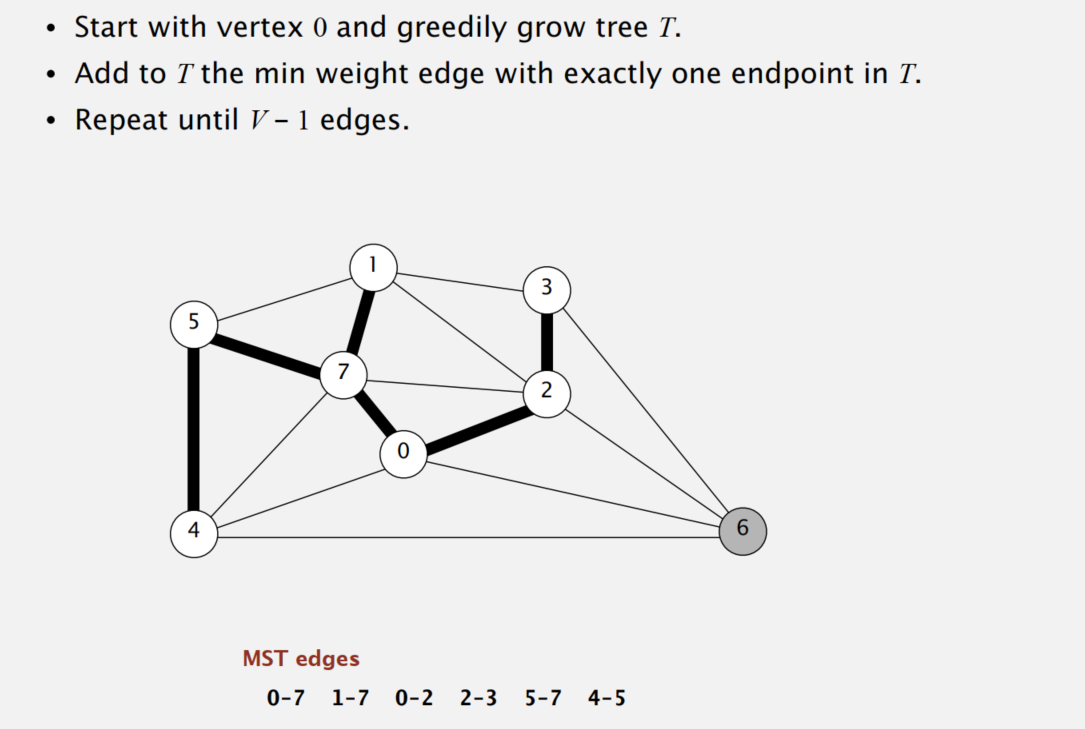 • Start with vertex 0 and greedily grow tree T.
• Add to T the min weight edge with exactly one endpoint in T.
• Repeat until V – 1 edges.
1
3
5
7
2
0
4
6
MST edges
0–7 1–7 0–2 2–3 5–7 4–5